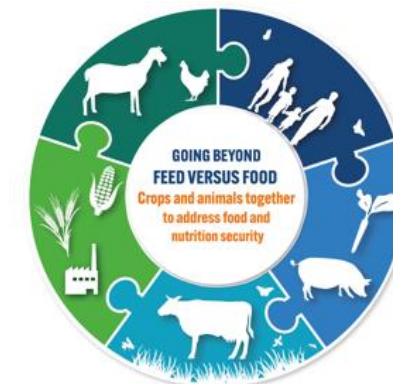 GOING BEYOND
FEED VERSUS FOOD
Crops and animals together
to address food and
nutrition security